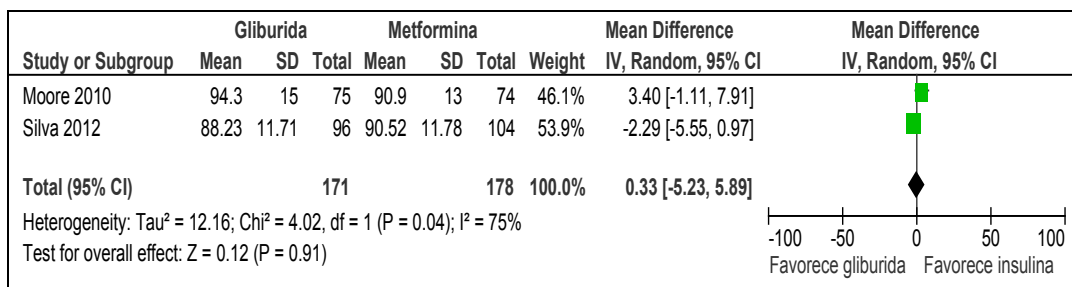 Gliburida Metformina Mean Difference Mean Difference
Study or Subgroup Mean SD Total Mean SD Total Weight IV, Random, 95% CI IV, Random, 95% CI
Moore 2010 94.3 15 75 90.9 13 74 46.1% 3.40 [-1.11, 7.91]
Silva 2012 88.23 11.71 96 90.52 11.78 104 53.9% -2.29 [-5.55, 0.97]
Total (95% CI) 171 178 100.0% 0.33 [-5.23, 5.89]
Heterogeneity: Tau² = 12.16; Chi² = 4.02, df = 1 (P = 0.04); I² = 75%
Test for overall effect: Z = 0.12 (P = 0.91)
-100 -50 0 50 100
Favorece gliburida Favorece insulina